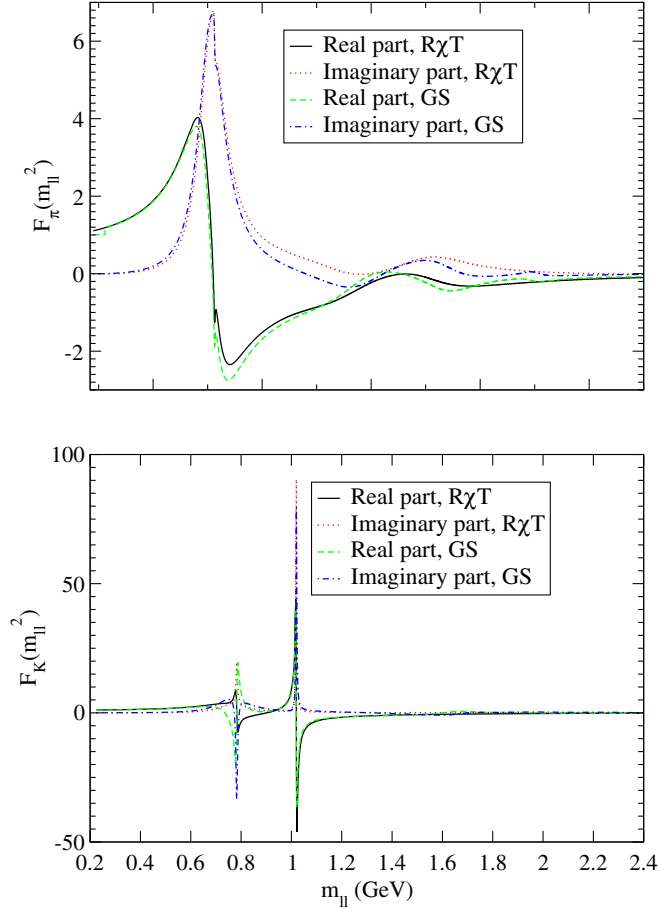 6
4
2
0
-2
F_π(m_ll^2)
Real part, RχT
Imaginary part, RχT
Real part, GS
Imaginary part, GS
100
50
0
-50
F_K(m_ll^2)
Real part, RχT
Imaginary part, RχT
Real part, GS
Imaginary part, GS
0.2 0.4 0.6 0.8 1 1.2 1.4 1.6 1.8 2 2.2 2.4
m_ll (GeV)